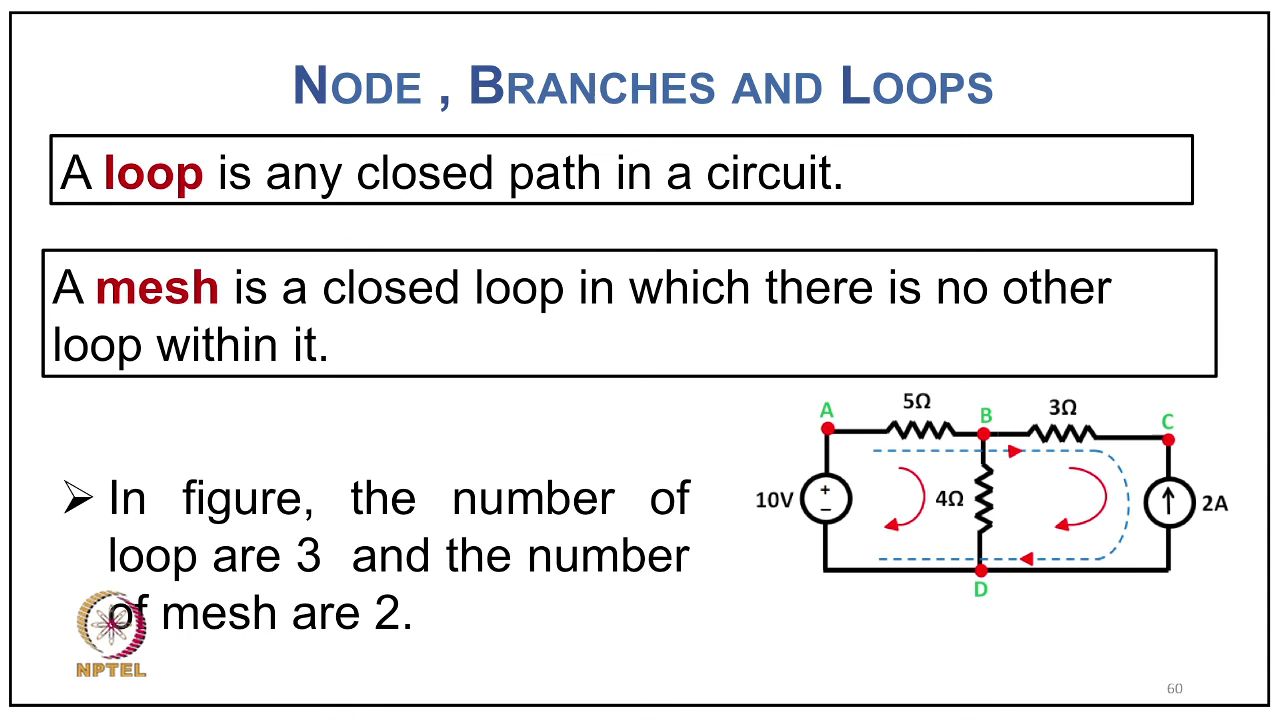 NODE , BRANCHES AND LOOPS
A loop is any closed path in a circuit.
A mesh is a closed loop in which there is no other
loop within it.
➢ In figure, the number of
loop are 3 and the number
of mesh are 2.
A
5Ω
B
3Ω
C
10V
+
−
4Ω
2A
D
NPTEL
60